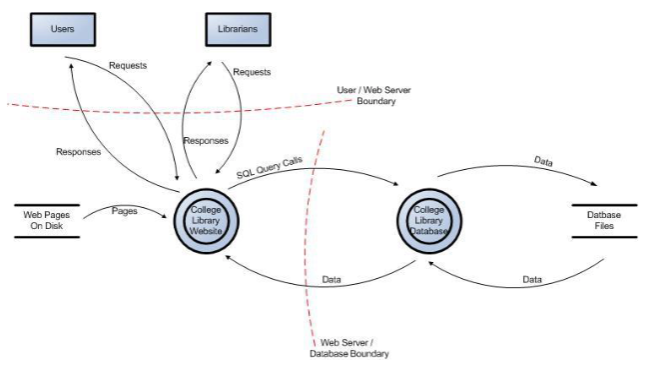 Users
Librarians
Requests
Requests
User / Web Server
Boundary
Responses
Responses
SQL Query Calls
Data
Web Pages
On Disk
Pages
College
Library
Website
College
Library
Database
Datbase
Files
Data
Data
Web Server /
Database Boundary